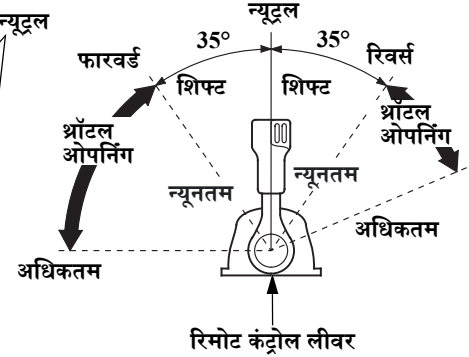 न्यूट्रल
न्यूट्रल
35°
35°
फारवर्ड
रिवर्स
शिफ्ट
शिफ्ट
थ्रॉटल
ओपनिंग
थ्रॉटल
ओपनिंग
न्यूनतम
न्यूनतम
अधिकतम
अधिकतम
रिमोट कंट्रोल लीवर